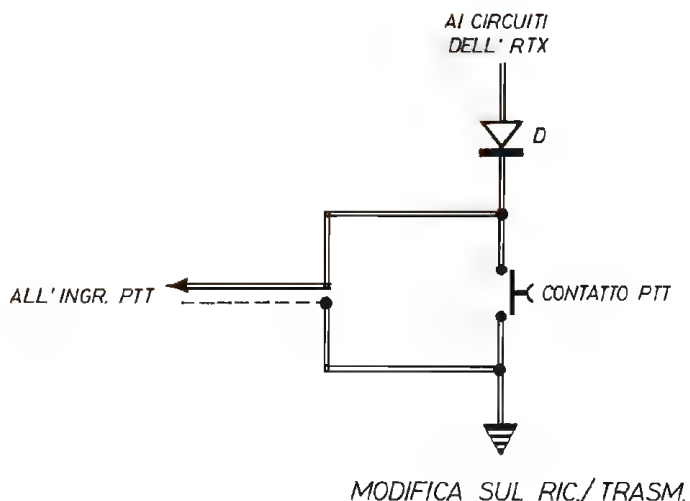 AI CIRCUITI
DELL' RTX
D
ALL' INGR. PTT
CONTATTO PTT
MODIFICA SUL RIC./TRASM.